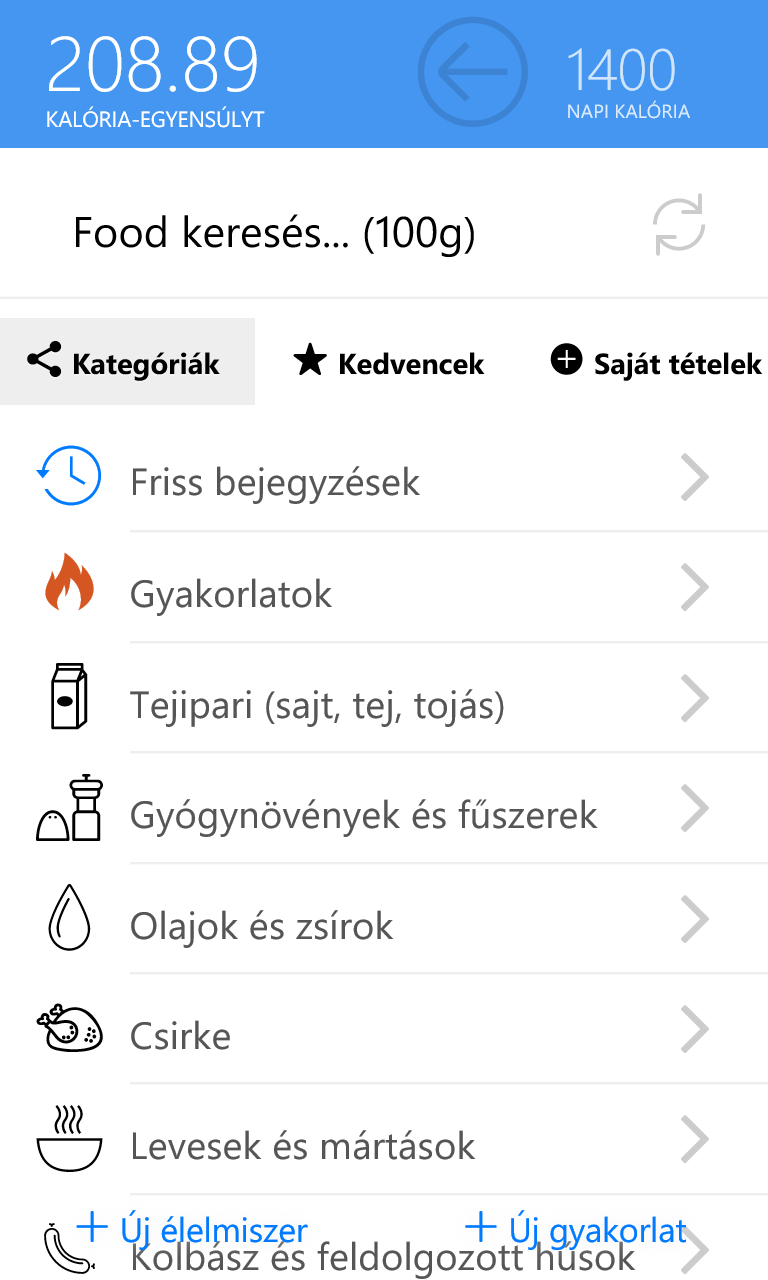 208.89
KALÓRIA-EGYENSÚLYT
1400
NAPI KALÓRIA
Food keresés... (100g)
Kategóriák
Kedvencek
Saját tételek
Friss bejegyzések
Gyakorlatok
Tejipari (sajt, tej, tojás)
Gyógynövények és fűszerek
Olajok és zsírok
Csirke
Levesek és mártások
Új élelmiszer
Új gyakorlat
Kolbász és feldolgozott húsok